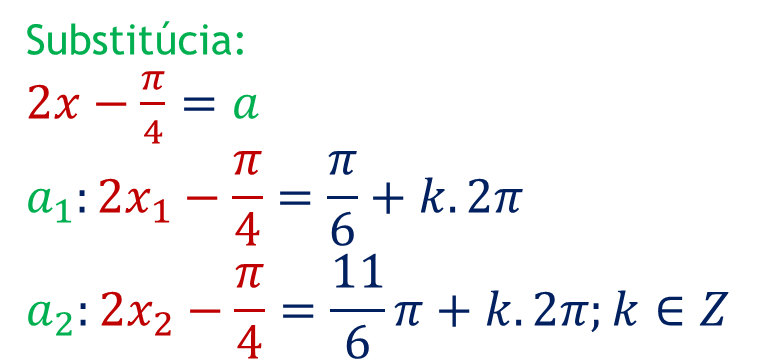 Substitúcia:
2x − π/4 = a
a₁: 2x₁ − π/4 = π/6 + k. 2π
a₂: 2x₂ − π/4 = 11/6 π + k. 2π; k ∈ Z